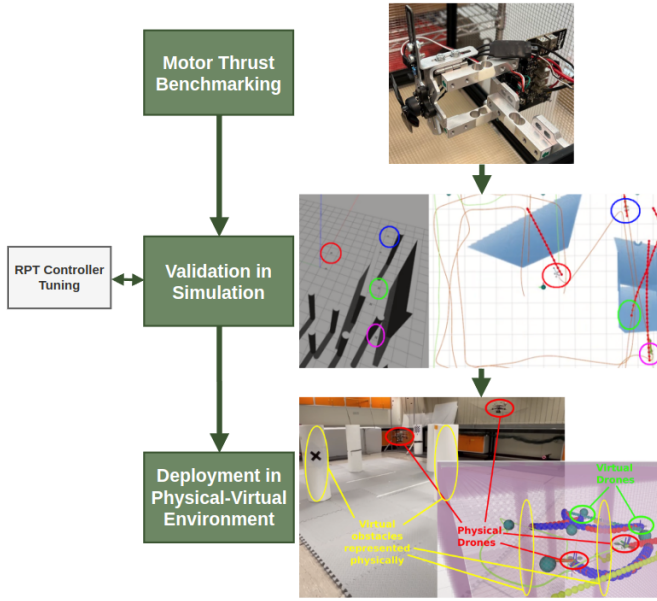 Motor Thrust
Benchmarking
RPT Controller
Tuning
Validation in
Simulation
Deployment in
Physical-Virtual
Environment
Virtual
obstacles
represented
physically
Physical
Drones
Virtual
Drones